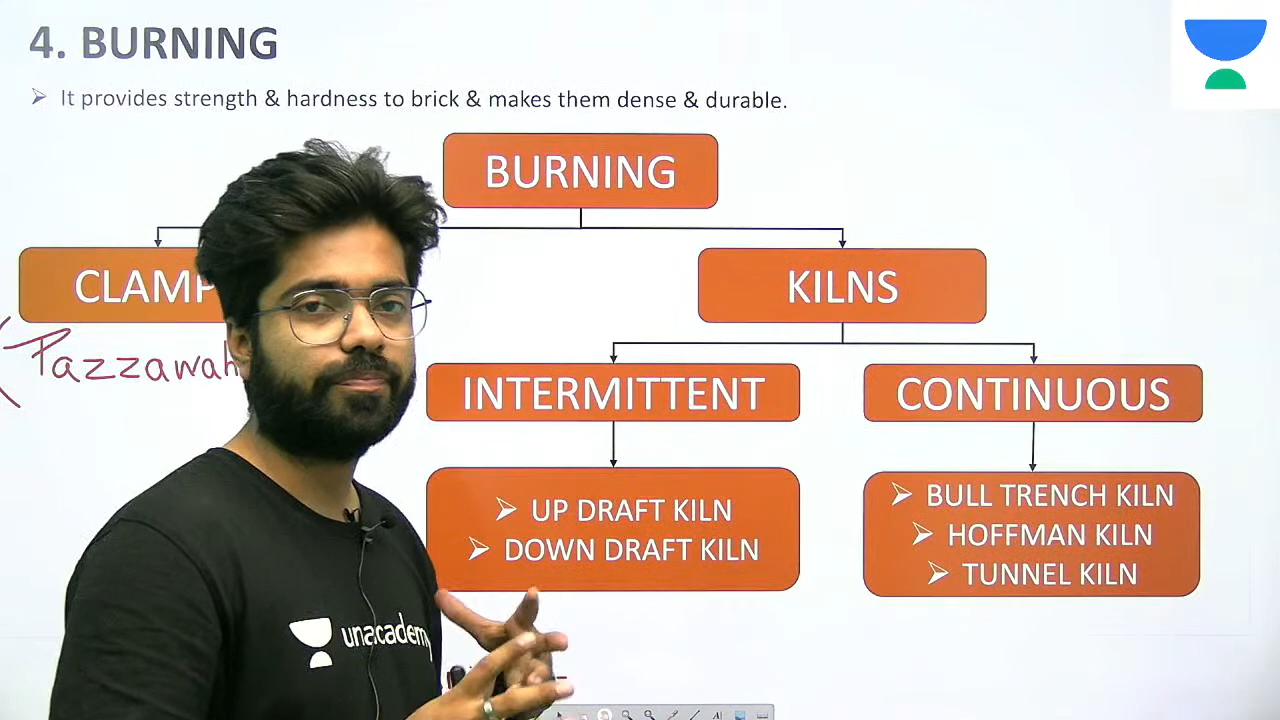 4. BURNING
➢ It provides strength & hardness to brick & makes them dense & durable.
BURNING
CLAMP
KILNS
(Pazzawah
INTERMITTENT
CONTINUOUS
➢ UP DRAFT KILN
➢ DOWN DRAFT KILN
➢ BULL TRENCH KILN
➢ HOFFMAN KILN
➢ TUNNEL KILN
unacademy